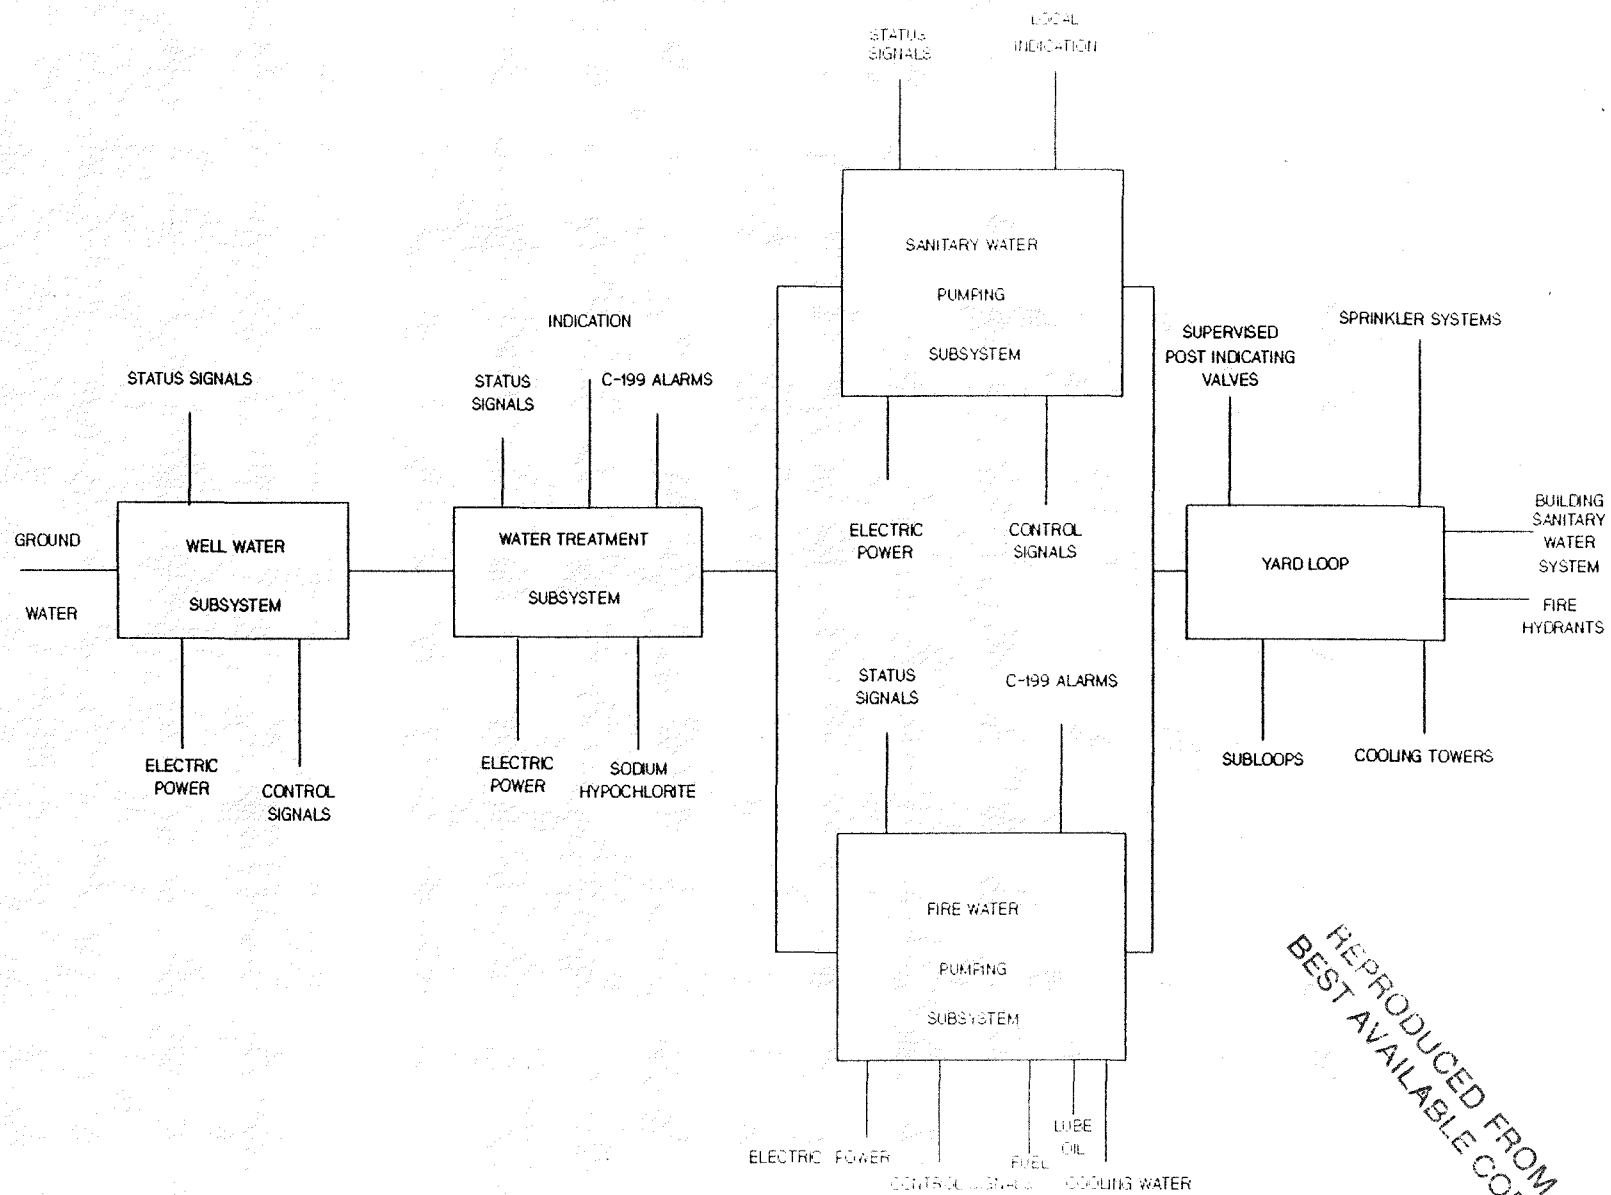 STATUS
SIGNALS
LOCAL
INDICATION
SANITARY WATER
PUMPING
SUBSYSTEM
ELECTRIC
POWER
CONTROL
SIGNALS
STATUS SIGNALS
GROUND
WATER
WELL WATER
SUBSYSTEM
ELECTRIC
POWER
CONTROL
SIGNALS
INDICATION
STATUS
SIGNALS
C-199 ALARMS
WATER TREATMENT
SUBSYSTEM
ELECTRIC
POWER
SODIUM
HYPOCHLORITE
STATUS
SIGNALS
C-199 ALARMS
FIRE WATER
PUMPING
SUBSYSTEM
ELECTRIC POWER
CONTROL SIGNALS
FUEL
LUBE
OIL
COOLING WATER
SUPERVISED
POST INDICATING
VALVES
SPRINKLER SYSTEMS
YARD LOOP
BUILDING
SANITARY
WATER
SYSTEM
FIRE
HYDRANTS
SUBLOOPS
COOLING TOWERS
REPRODUCED FROM
BEST AVAILABLE